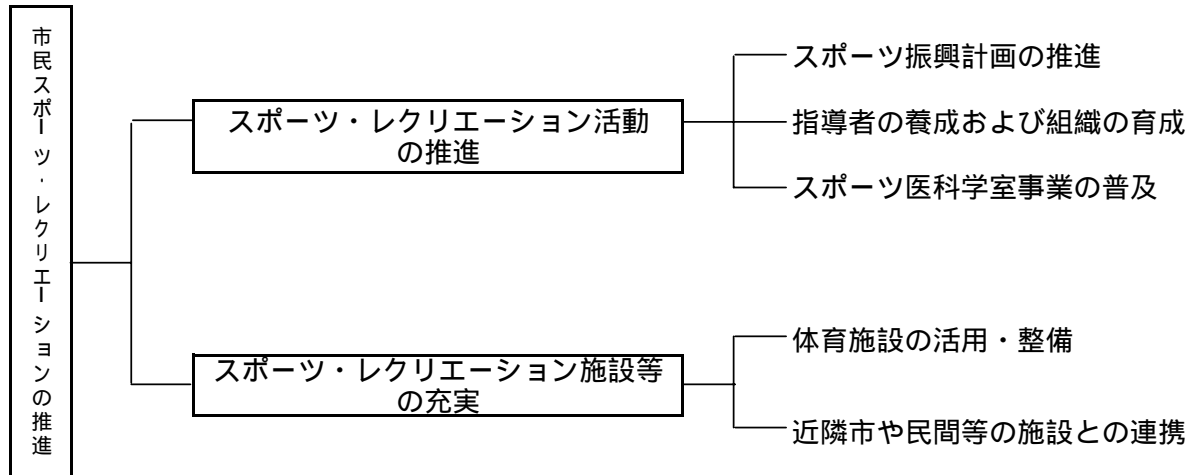 市民スポーツ・レクリエーションの推進
スポーツ・レクリエーション活動
の推進
スポーツ振興計画の推進
指導者の養成および組織の育成
スポーツ医科学室事業の普及
スポーツ・レクリエーション施設等
の充実
体育施設の活用・整備
近隣市や民間等の施設との連携